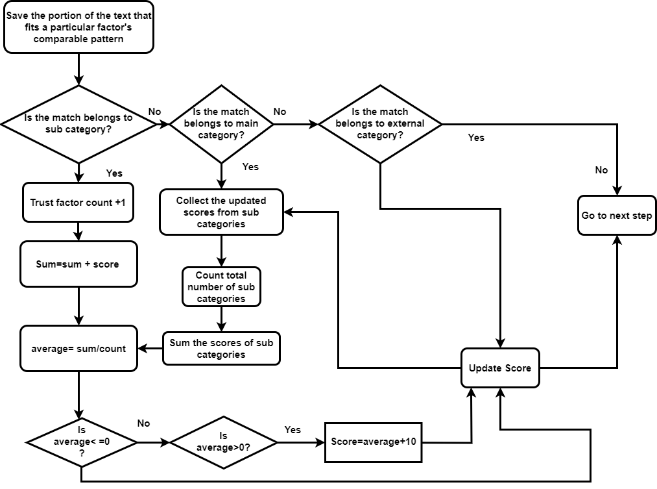 Save the portion of the text that
fits a particular factor's
comparable pattern
Is the match belongs to
sub category?
No
Is the match
belongs to main
category?
No
Is the match
belongs to external
category?
Yes
No
Yes
Yes
Trust factor count +1
Collect the updated
scores from sub
categories
Go to next step
Sum=sum + score
Count total
number of sub
categories
average= sum/count
Sum the scores of sub
categories
Update Score
Is
average< =0
?
No
Is
average>0?
Yes
Score=average+10